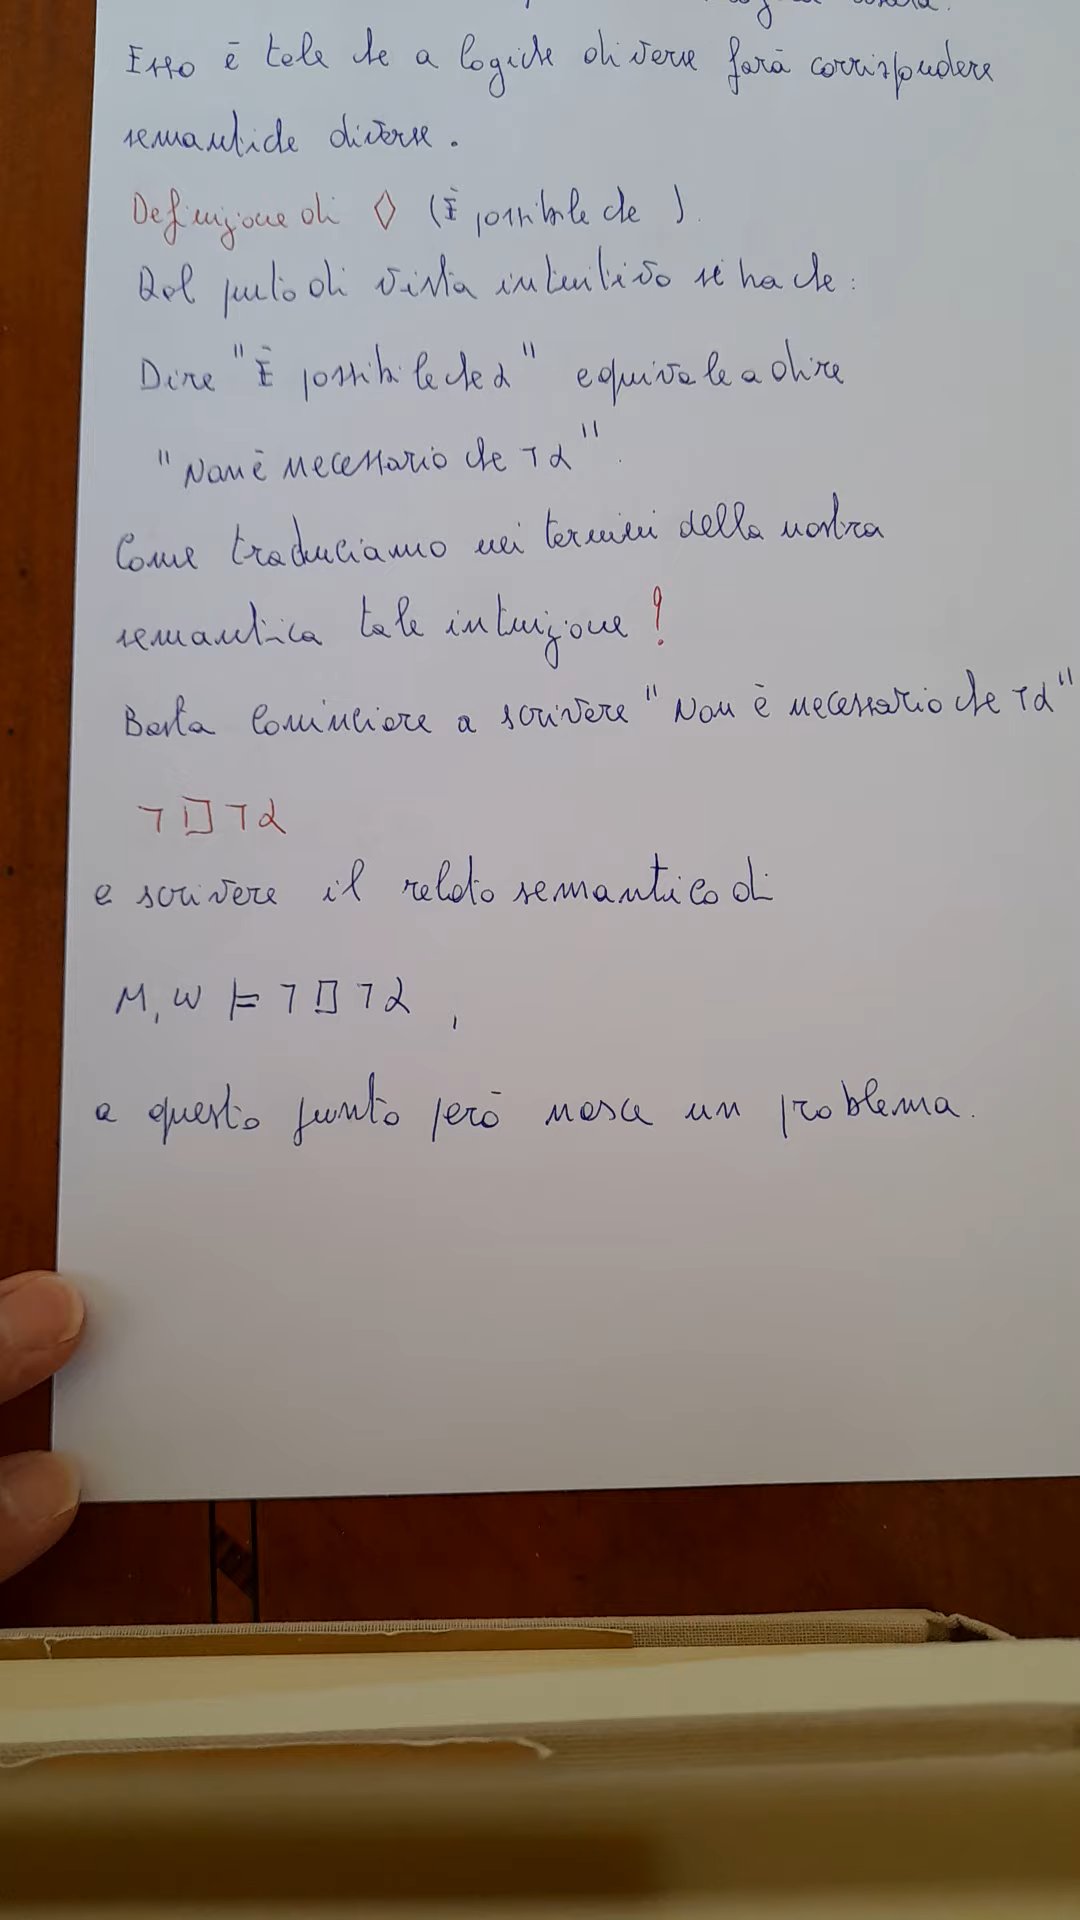 Esso è tale che a logiche diverse farà corrispondere
semantiche diverse.
Definizione di ◊ (È possibile che ).
Dal punto di vista intuitivo si ha che:
Dire "È possibile che α" equivale a dire
"Non è necessario che ¬α".
Come traduciamo nei termini della nostra
semantica tale intuizione?
Basta cominciare a scrivere "Non è necessario che ¬α"
¬□¬α
e scrivere il relato semantico di
M, w ⊨ ¬□¬α ,
a questo punto però nasce un problema.